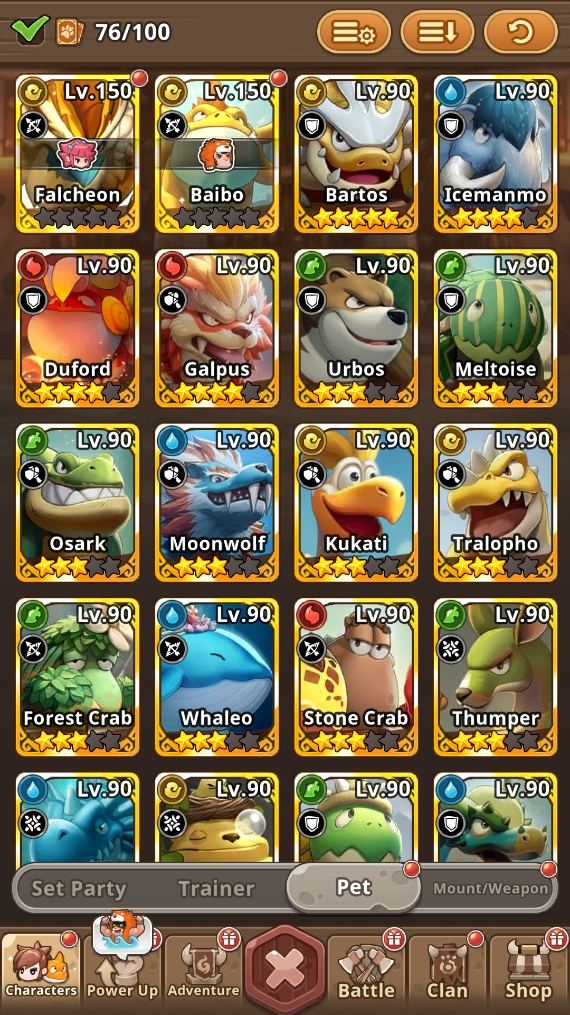 76/100
Lv.150 Lv.150 Lv.90 Lv.90
Falcheon Baibo Bartos Icemanmo
Lv.90 Lv.90 Lv.90 Lv.90
Duford Galpus Urbos Meltoise
Lv.90 Lv.90 Lv.90 Lv.90
Osark Moonwolf Kukati Tralopho
Lv.90 Lv.90 Lv.90 Lv.90
Forest Crab Whaleo Stone Crab Thumper
Lv.90 Lv.90 Lv.90 Lv.90
Set Party Trainer Pet Mount/Weapon
Characters Power Up Adventure Battle Clan Shop